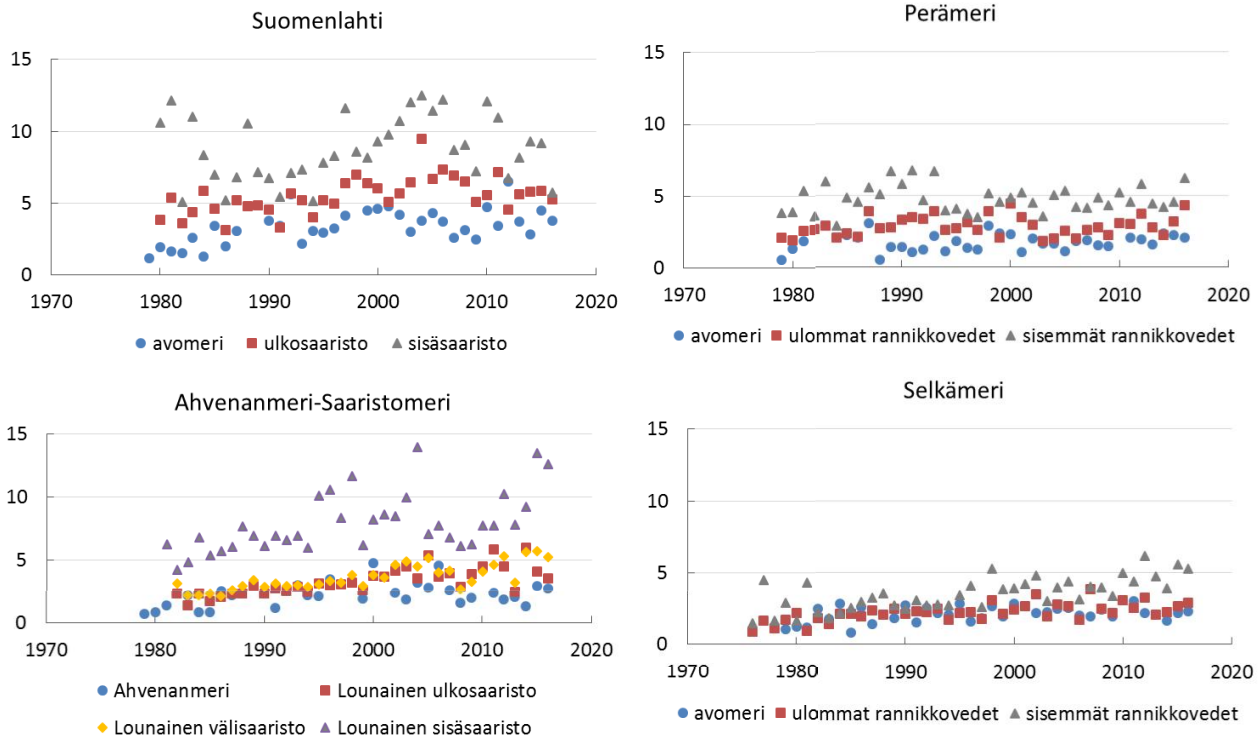 Suomenlahti
15
10
5
0
1970 1980 1990 2000 2010 2020
avomeri ulkosaaristo sisäsaaristo
Perämeri
15
10
5
0
1970 1980 1990 2000 2010 2020
avomeri ulommat rannikkovedet sisemmät rannikkovedet
Ahvenanmeri-Saaristomeri
15
10
5
0
1970 1980 1990 2000 2010 2020
Ahvenanmeri Lounainen ulkosaaristo
Lounainen välisaaristo Lounainen sisäsaaristo
Selkämeri
15
10
5
0
1970 1980 1990 2000 2010 2020
avomeri ulommat rannikkovedet sisemmät rannikkovedet